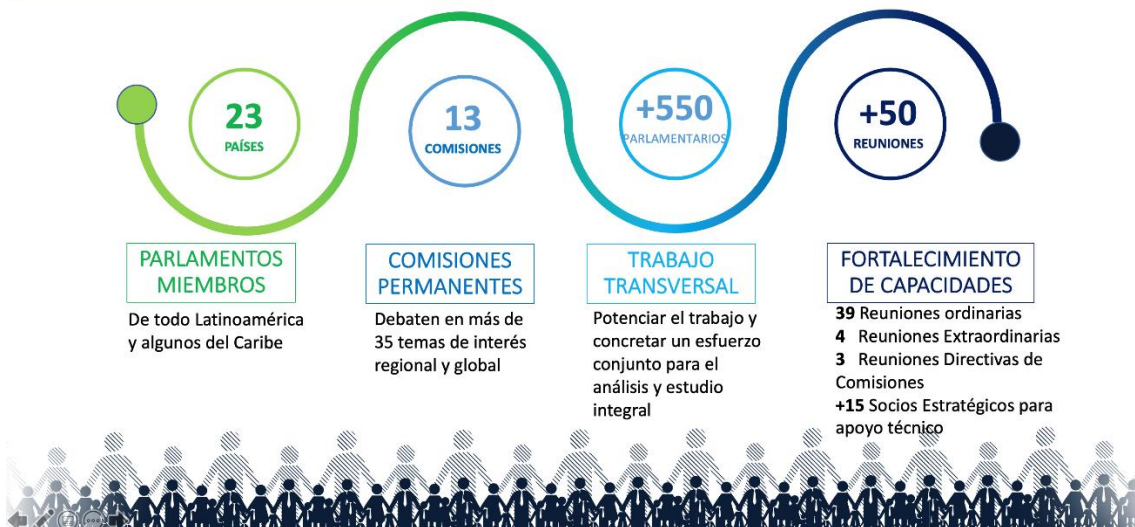 23
PAÍSES
PARLAMENTOS
MIEMBROS
De todo Latinoamérica
y algunos del Caribe
13
COMISIONES
COMISIONES
PERMANENTES
Debaten en más de
35 temas de interés
regional y global
+550
PARLAMENTARIOS
TRABAJO
TRANSVERSAL
Potenciar el trabajo y
concretar un esfuerzo
conjunto para el
análisis y estudio
integral
+50
REUNIONES
FORTALECIMIENTO
DE CAPACIDADES
39 Reuniones ordinarias
4 Reuniones Extraordinarias
3 Reuniones Directivas de
Comisiones
+15 Socios Estratégicos para
apoyo técnico